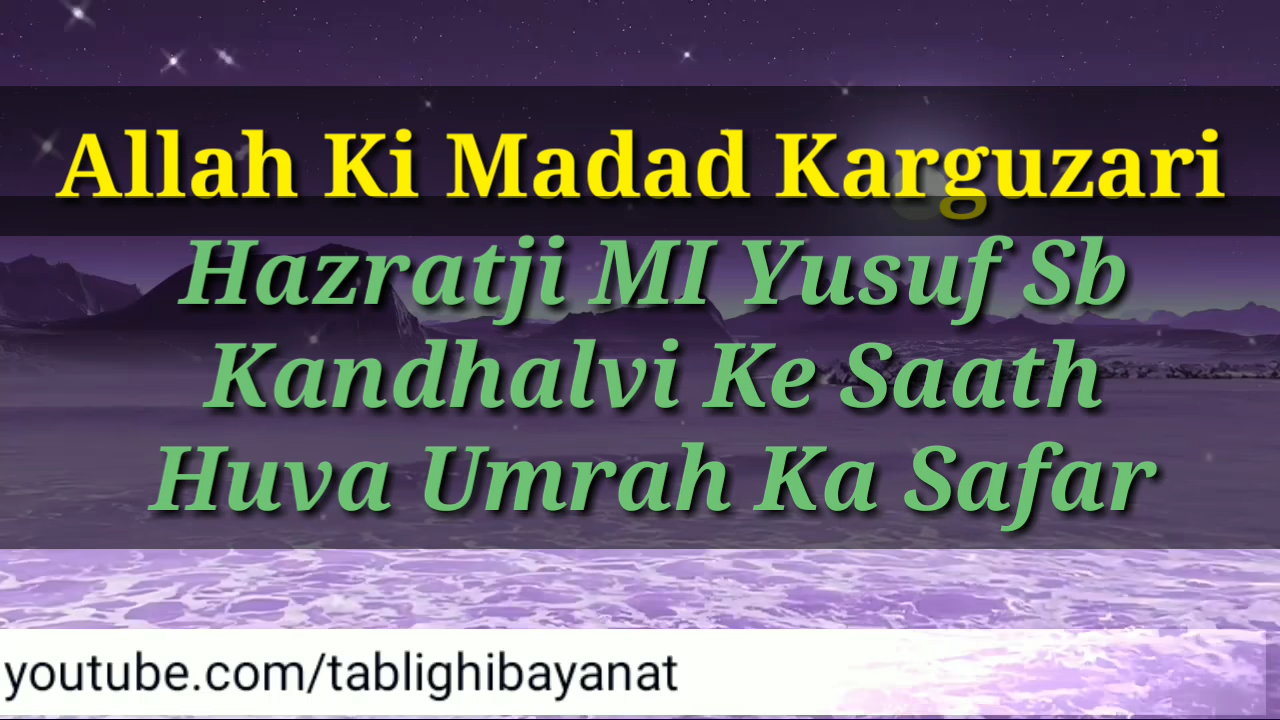 Allah Ki Madad Karguzari
Hazratji MI Yusuf Sb
Kandhalvi Ke Saath
Huva Umrah Ka Safar
youtube.com/tablighibayanat